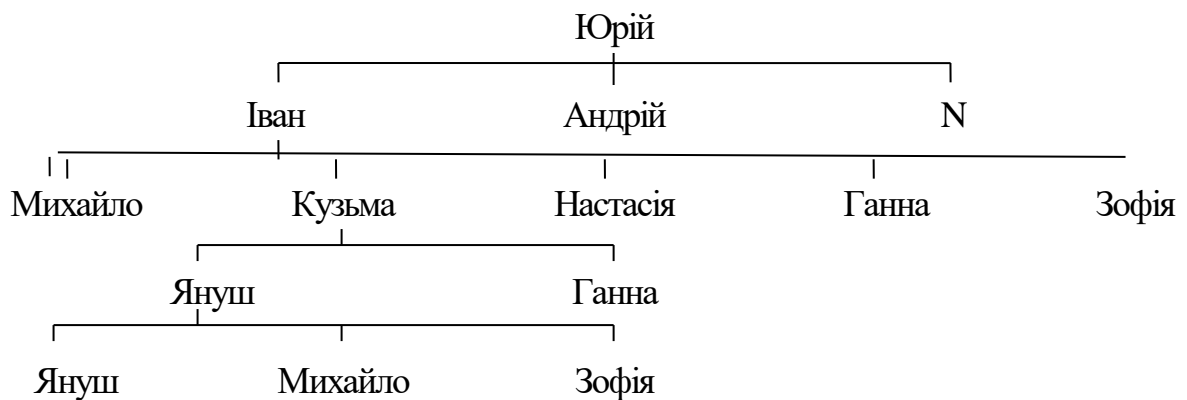 Юрій
Іван Андрій N
Михайло Кузьма Настасія Ганна Зофія
Януш Ганна
Януш Михайло Зофія